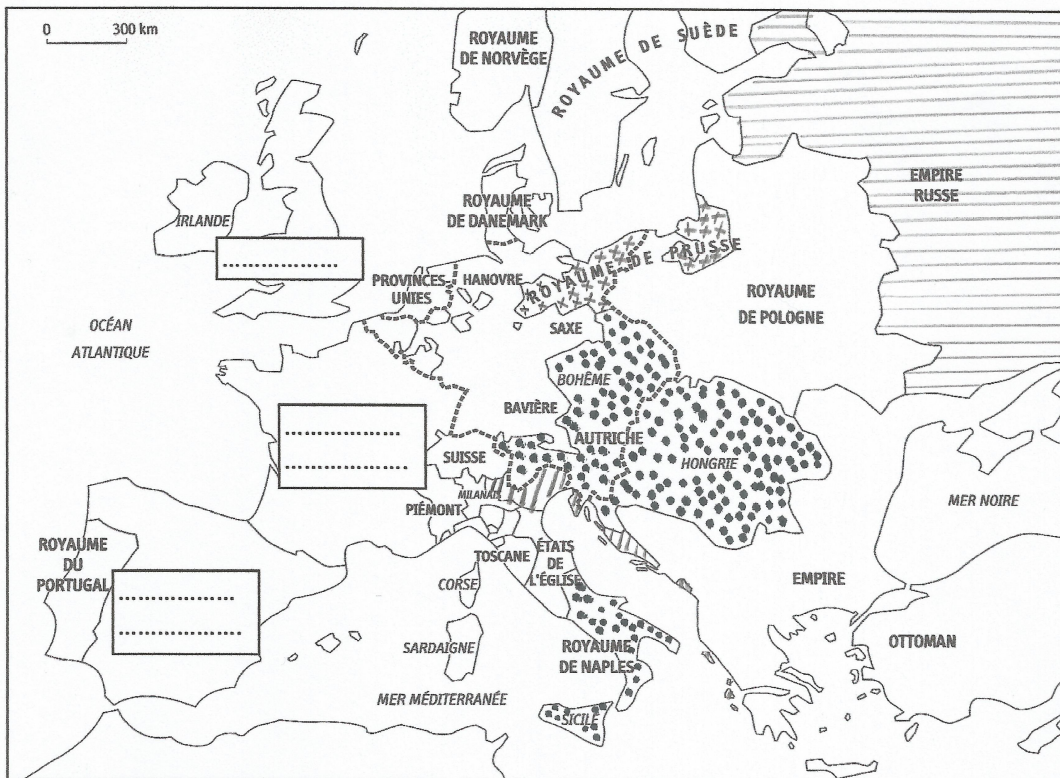 0 300 km
ROYAUME
DE NORVÈGE
ROYAUME DE SUÈDE
EMPIRE
RUSSE
IRLANDE
ROYAUME
DE DANEMARK
ROYAUME DE PRUSSE
....................
PROVINCES-
UNIES
HANOVRE
ROYAUME
DE POLOGNE
OCÉAN
ATLANTIQUE
SAXE
BOHÊME
BAVIÈRE
....................
....................
AUTRICHE
SUISSE
HONGRIE
MILANAIS
MER NOIRE
PIÉMONT
ROYAUME
DU
PORTUGAL
TOSCANE
ÉTATS
DE
L'ÉGLISE
CORSE
EMPIRE
OTTOMAN
....................
....................
SARDAIGNE
ROYAUME
DE NAPLES
MER MÉDITERRANÉE
SICILE